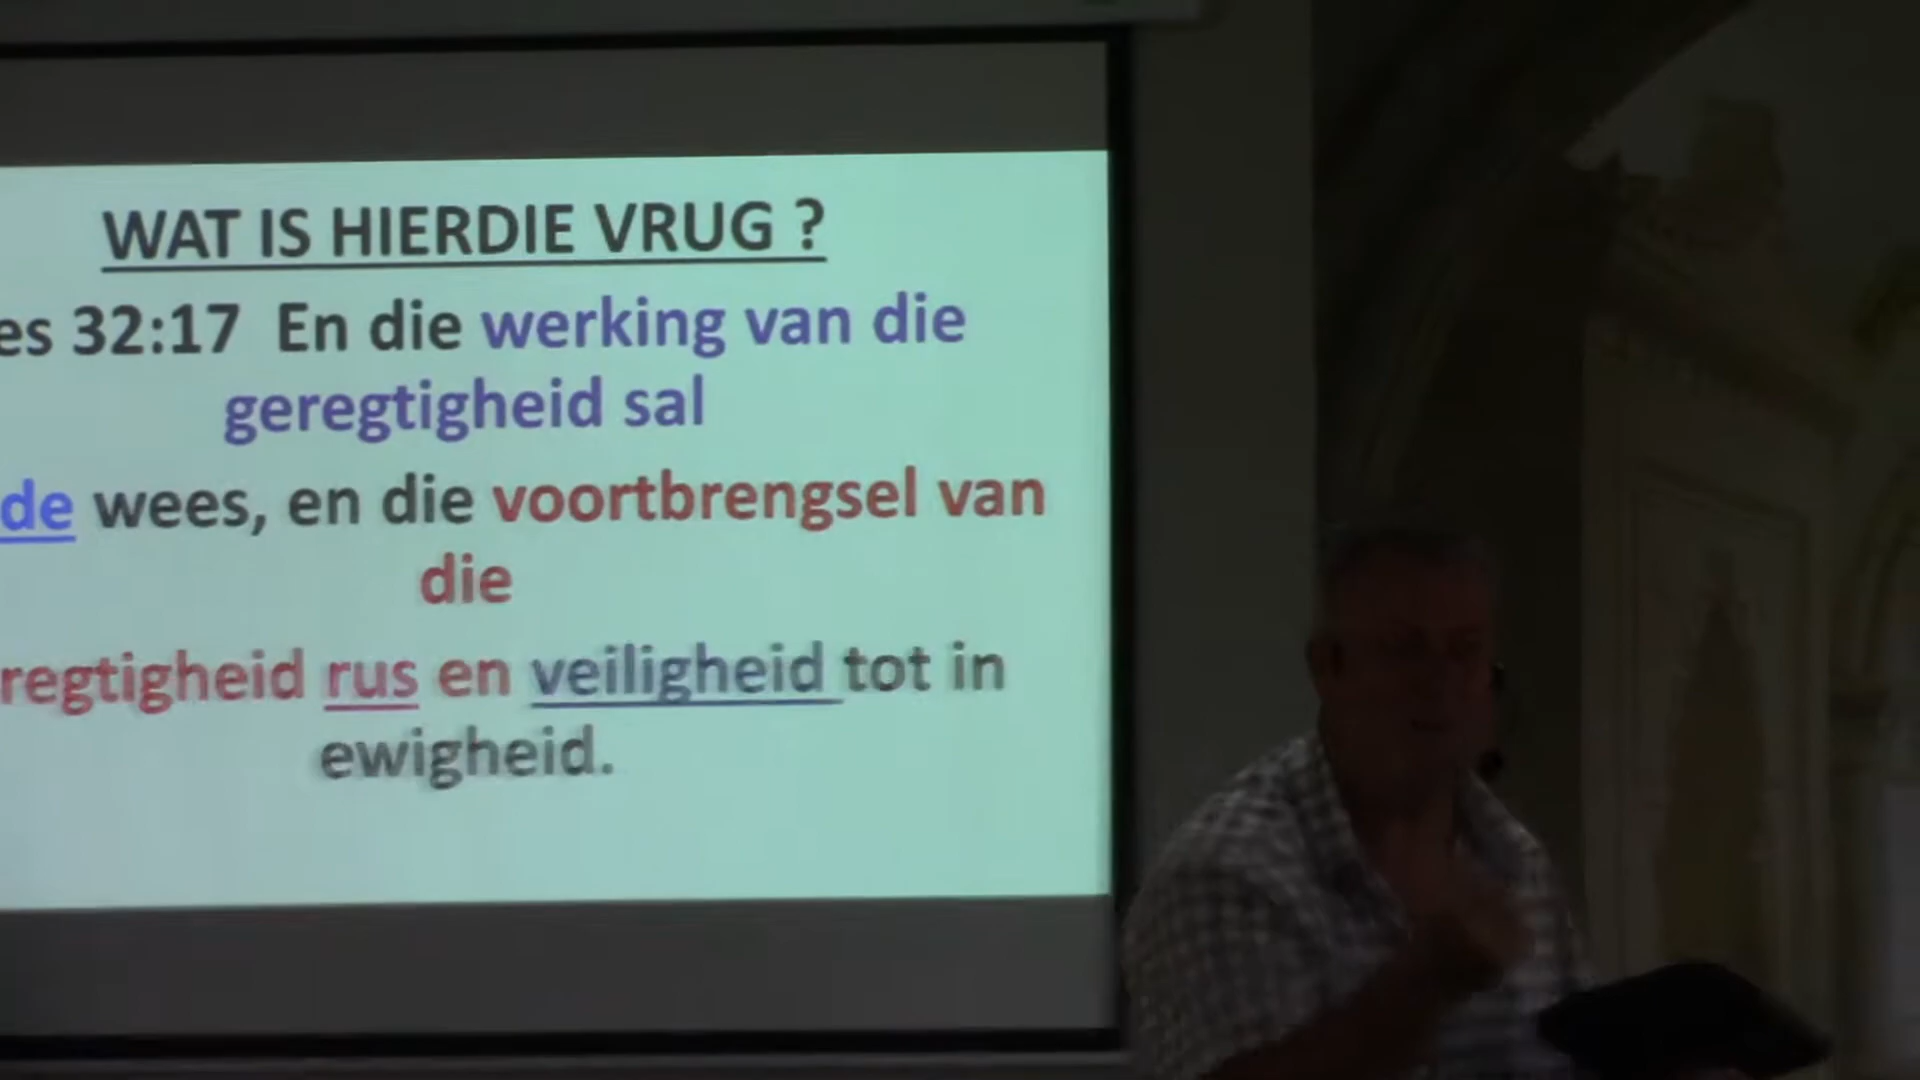 WAT IS HIERDIE VRUG ?
es 32:17 En die werking van die
geregtigheid sal
de wees, en die voortbrengsel van
die
regtigheid rus en veiligheid tot in
ewigheid.